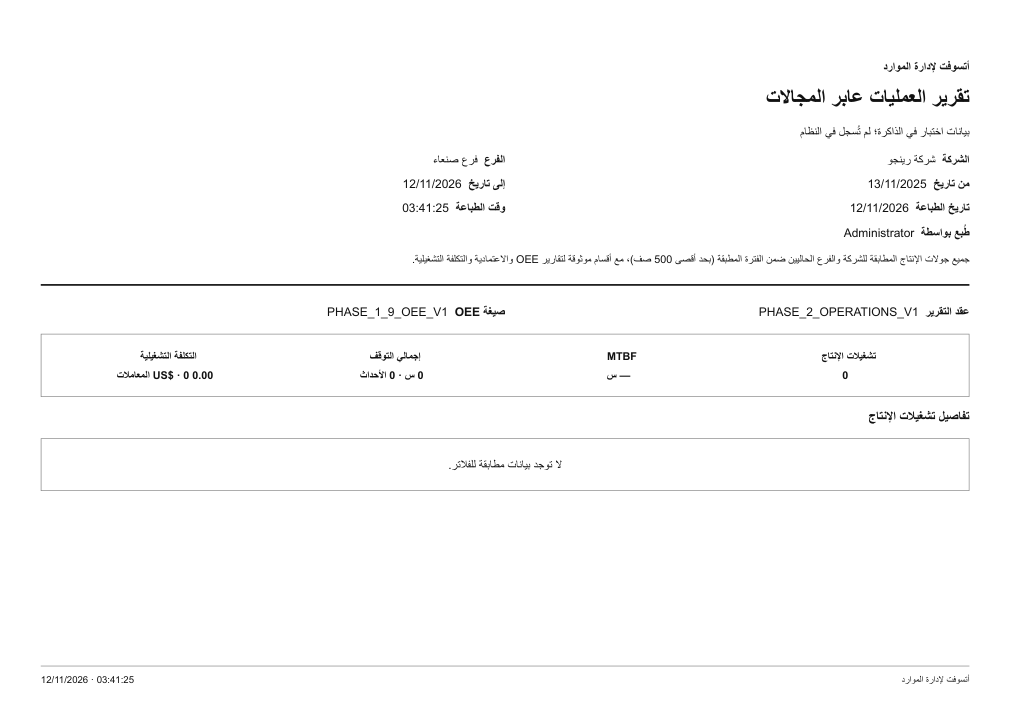 أتسوفت لإدارة الموارد
تقرير العمليات عابر المجالات
بيانات اختبار في الذاكرة؛ لم تُسجل في النظام
الشركة شركة رينجو الفرع فرع صنعاء
من تاريخ 13/11/2025 إلى تاريخ 12/11/2026
تاريخ الطباعة 12/11/2026 وقت الطباعة 03:41:25
طُبع بواسطة Administrator
جميع جولات الإنتاج المطابقة للشركة والفرع الحاليين ضمن الفترة المطبقة (بحد أقصى 500 صف)، مع أقسام موثوقة لتقارير OEE والاعتمادية والتكلفة التشغيلية.
عقد التقرير PHASE_2_OPERATIONS_V1 صيغة OEE PHASE_1_9_OEE_V1
تشغيلات الإنتاج MTBF إجمالي التوقف التكلفة التشغيلية
0 — س 0 س · 0 الأحداث US$ · 0 0.00 المعاملات
تفاصيل تشغيلات الإنتاج
لا توجد بيانات مطابقة للفلاتر.
أتسوفت لإدارة الموارد 12/11/2026 · 03:41:25